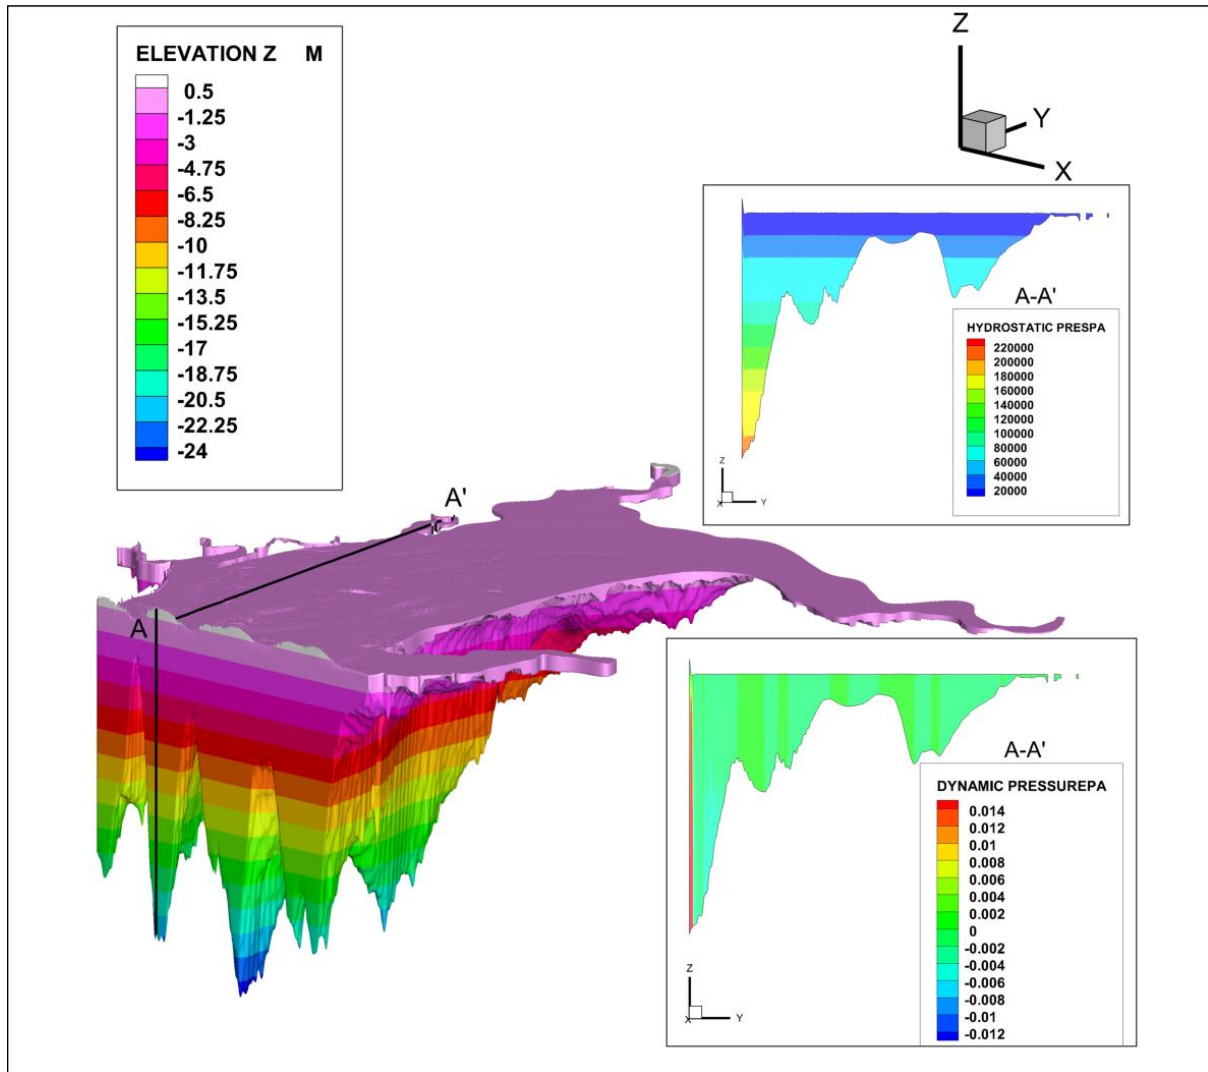 ELEVATION Z M
0.5
-1.25
-3
-4.75
-6.5
-8.25
-10
-11.75
-13.5
-15.25
-17
-18.75
-20.5
-22.25
-24
Z
Y
X
A-A'
HYDROSTATIC PRESPA
220000
200000
180000
160000
140000
120000
100000
80000
60000
40000
20000
Z
X
Y
A'
A
A-A'
DYNAMIC PRESSUREPA
0.014
0.012
0.01
0.008
0.006
0.004
0.002
0
-0.002
-0.004
-0.006
-0.008
-0.01
-0.012
Z
X
Y